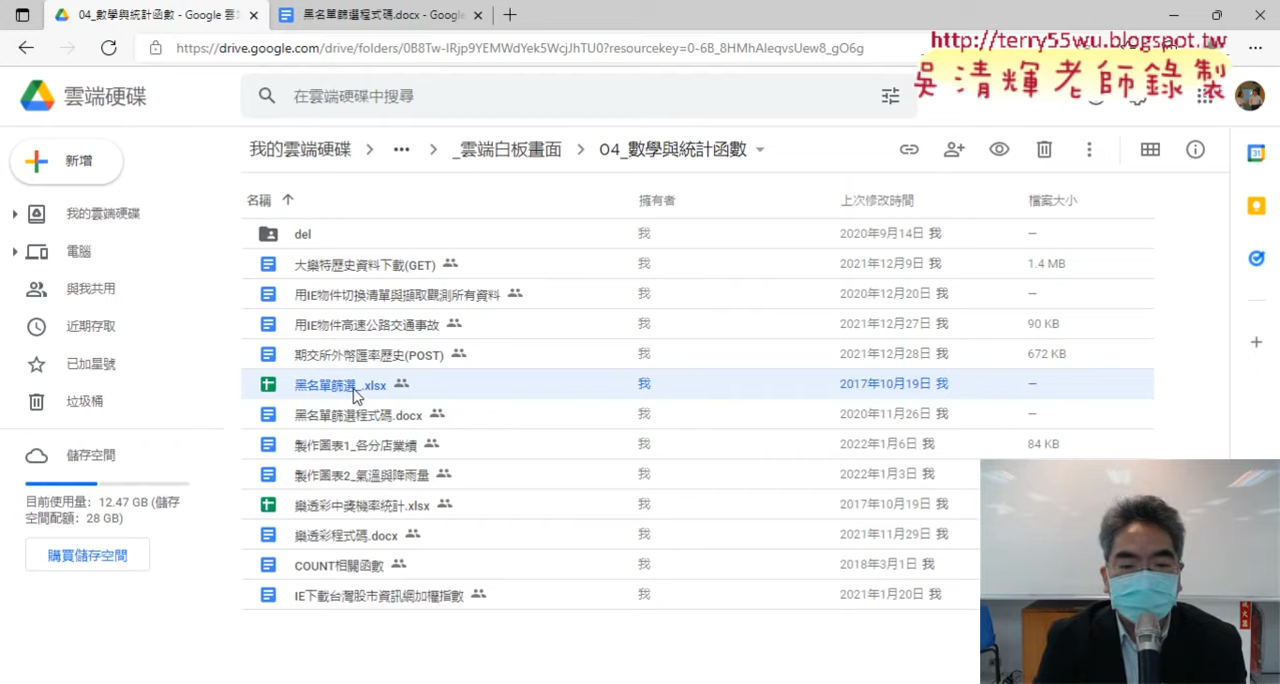 04_數學與統計函數 - Google 雲
黑名單篩選程式碼.docx - Google
https://drive.google.com/drive/folders/0B8Tw-IRjp9YEMWdYek5WcjJhTU0?resourcekey=0-6B_8HMhAleqvsUew8_gO6g
http://terry55wu.blogspot.tw
吳清輝老師錄製
雲端硬碟
在雲端硬碟中搜尋
新增
我的雲端硬碟
電腦
與我共用
近期存取
已加星號
垃圾桶
儲存空間
目前使用量：12.47 GB (儲存
空間配額：28 GB)
購買儲存空間
我的雲端硬碟 > ••• > _雲端白板畫面 > 04_數學與統計函數
名稱 擁有者 上次修改時間 檔案大小
del 我 2020年9月14日 我 —
大樂特歷史資料下載(GET) 我 2021年12月9日 我 1.4 MB
用IE物件切換清單與擷取觀測所有資料 我 2020年12月20日 我 —
用IE物件高速公路交通事故 我 2021年12月27日 我 90 KB
期交所外幣匯率歷史(POST) 我 2021年12月28日 我 672 KB
黑名單篩選_.xlsx 我 2017年10月19日 我 —
黑名單篩選程式碼.docx 我 2020年11月26日 我 —
製作圖表1_各分店業績 我 2022年1月6日 我 84 KB
製作圖表2_氣溫與降雨量 我 2022年1月3日 我
樂透彩中獎機率統計.xlsx 我 2017年10月19日 我
樂透彩程式碼.docx 我 2021年11月29日 我
COUNT相關函數 我 2018年3月1日 我
IE下載台灣股市資訊網加權指數 我 2021年1月20日 我
31